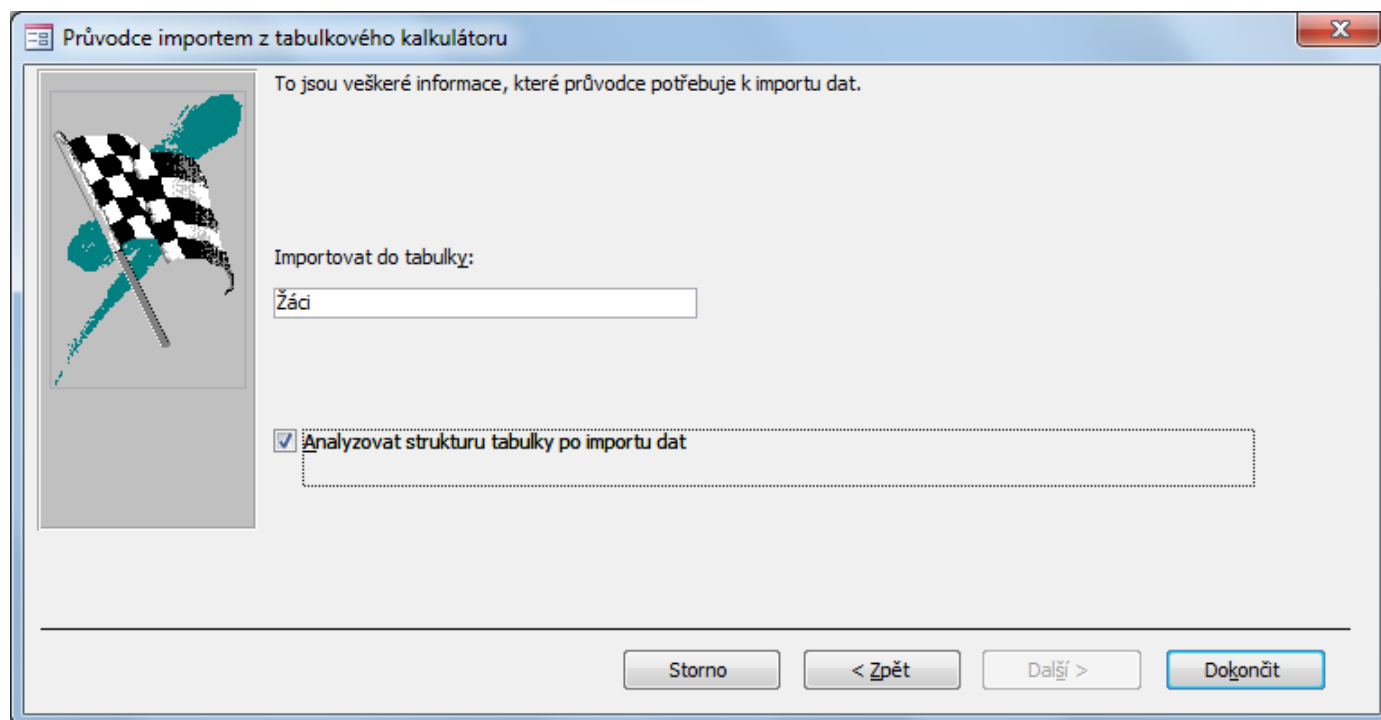 Průvodce importem z tabulkového kalkulátoru
To jsou veškeré informace, které průvodce potřebuje k importu dat.
Importovat do tabulky:
Žáci
Analyzovat strukturu tabulky po importu dat
Storno
< Zpět
Další >
Dokončit